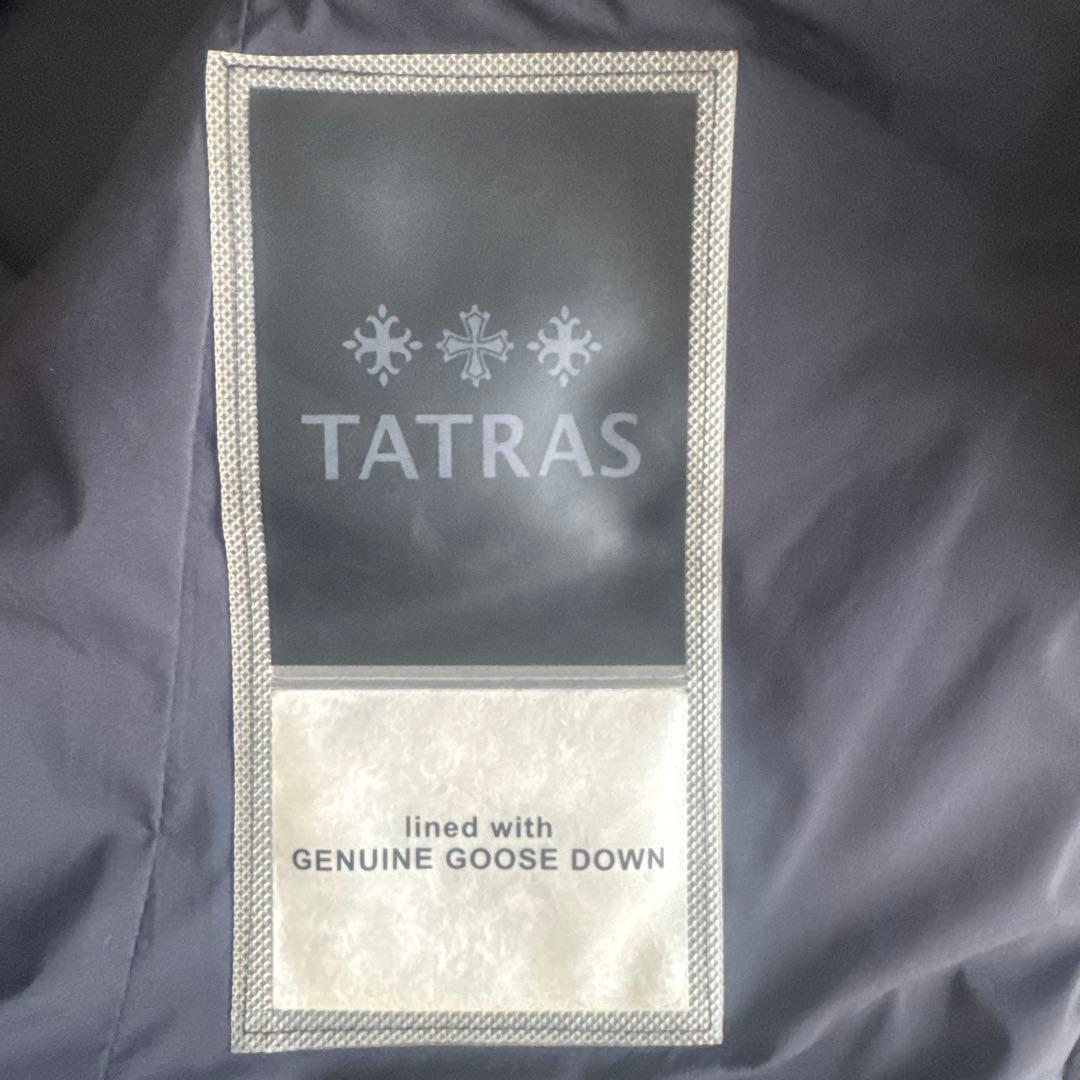 TATRAS
lined with
GENUINE GOOSE DOWN